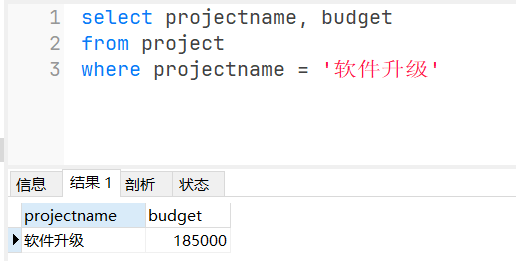 1 select projectname, budget
2 from project
3 where projectname = '软件升级'
信息 结果 1 剖析 状态
projectname budget
软件升级 185000